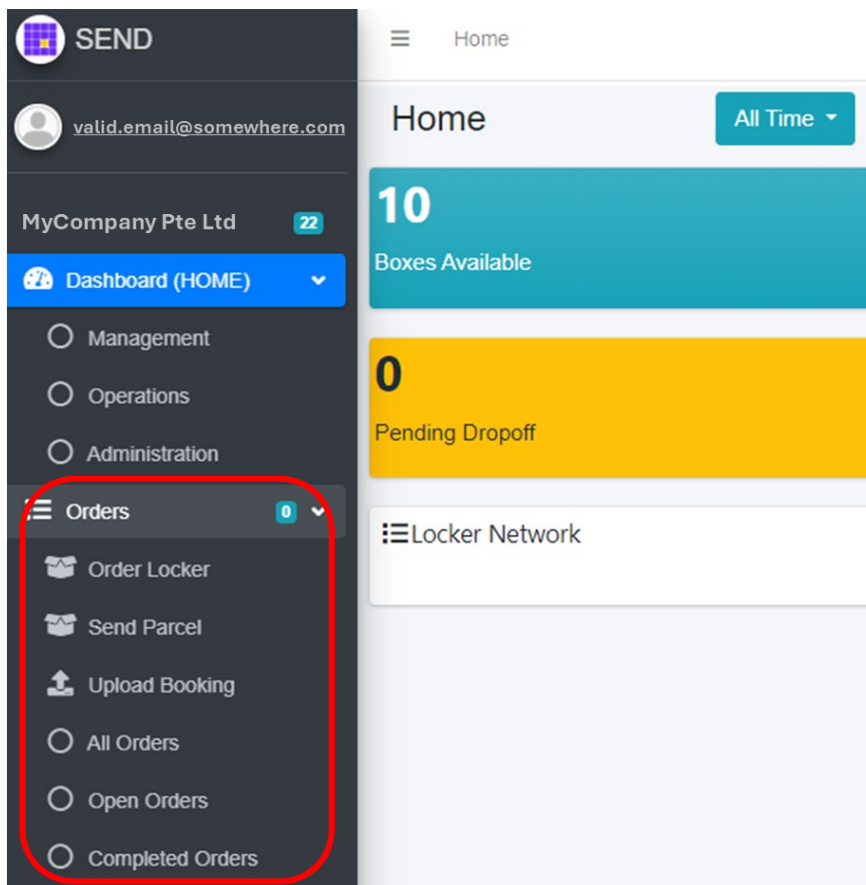 SEND
valid.email@somewhere.com
MyCompany Pte Ltd 22
Dashboard (HOME)
Management
Operations
Administration
Orders 0
Order Locker
Send Parcel
Upload Booking
All Orders
Open Orders
Completed Orders
Home
Home
All Time
10
Boxes Available
0
Pending Dropoff
Locker Network